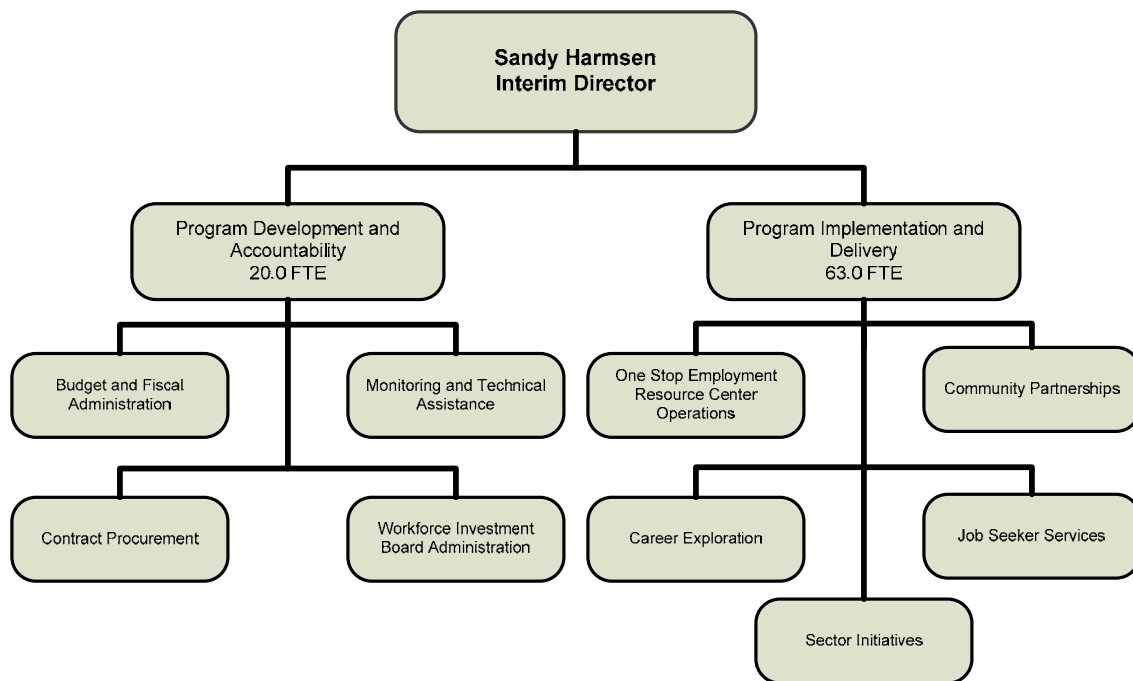 Sandy Harmsen
Interim Director
Program Development and
Accountability
20.0 FTE
Program Implementation and
Delivery
63.0 FTE
Budget and Fiscal
Administration
Monitoring and Technical
Assistance
One Stop Employment
Resource Center
Operations
Community Partnerships
Contract Procurement
Workforce Investment
Board Administration
Career Exploration
Job Seeker Services
Sector Initiatives